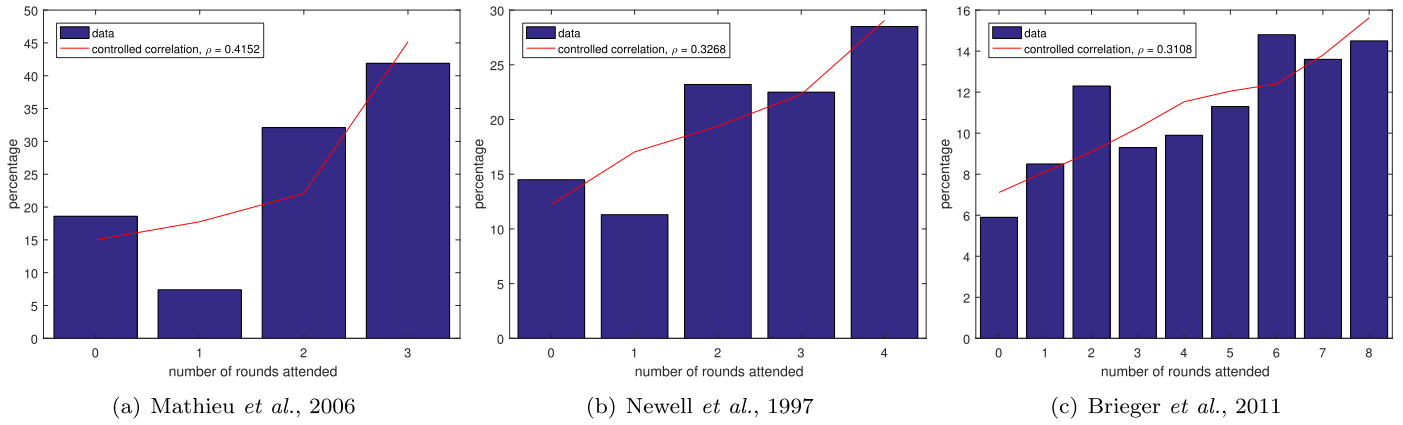 50
45
40
35
30
25
20
15
10
5
0
percentage
data
controlled correlation, ρ = 0.4152
0 1 2 3
number of rounds attended
(a) Mathieu et al., 2006
30
25
20
15
10
5
0
percentage
data
controlled correlation, ρ = 0.3268
0 1 2 3 4
number of rounds attended
(b) Newell et al., 1997
16
14
12
10
8
6
4
2
0
percentage
data
controlled correlation, ρ = 0.3108
0 1 2 3 4 5 6 7 8
number of rounds attended
(c) Brieger et al., 2011